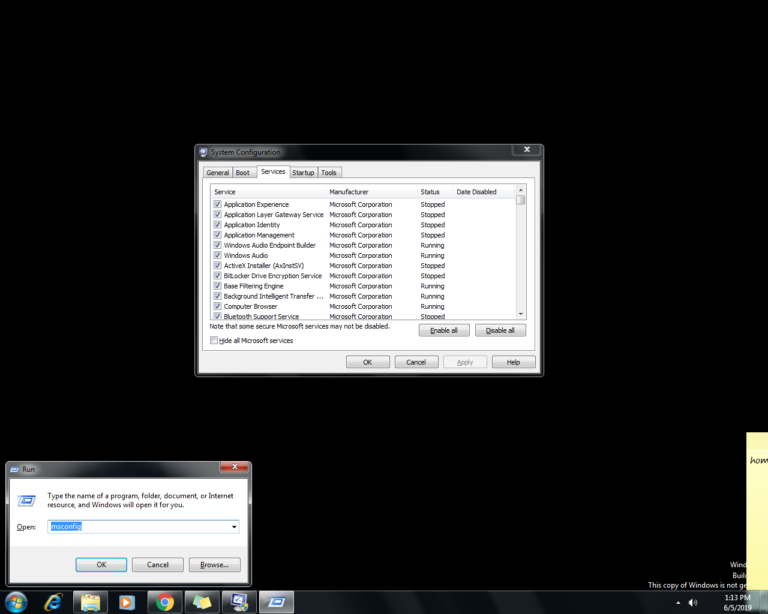 System Configuration
General Boot Services Startup Tools
Service Manufacturer Status Date Disabled
Application Experience Microsoft Corporation Stopped
Application Layer Gateway Service Microsoft Corporation Stopped
Application Identity Microsoft Corporation Stopped
Application Management Microsoft Corporation Stopped
Windows Audio Endpoint Builder Microsoft Corporation Running
Windows Audio Microsoft Corporation Running
ActiveX Installer (AxInstSV) Microsoft Corporation Stopped
BitLocker Drive Encryption Service Microsoft Corporation Stopped
Base Filtering Engine Microsoft Corporation Running
Background Intelligent Transfer ... Microsoft Corporation Running
Computer Browser Microsoft Corporation Running
Bluetooth Support Service Microsoft Corporation Stopped
Note that some secure Microsoft services may not be disabled.
Enable all Disable all
Hide all Microsoft services
OK Cancel Apply Help
Run
Type the name of a program, folder, document, or Internet
resource, and Windows will open it for you.
Open: msconfig
OK Cancel Browse...
hom
Wind
Buil
This copy of Windows is not ge
1:13 PM
6/5/2019